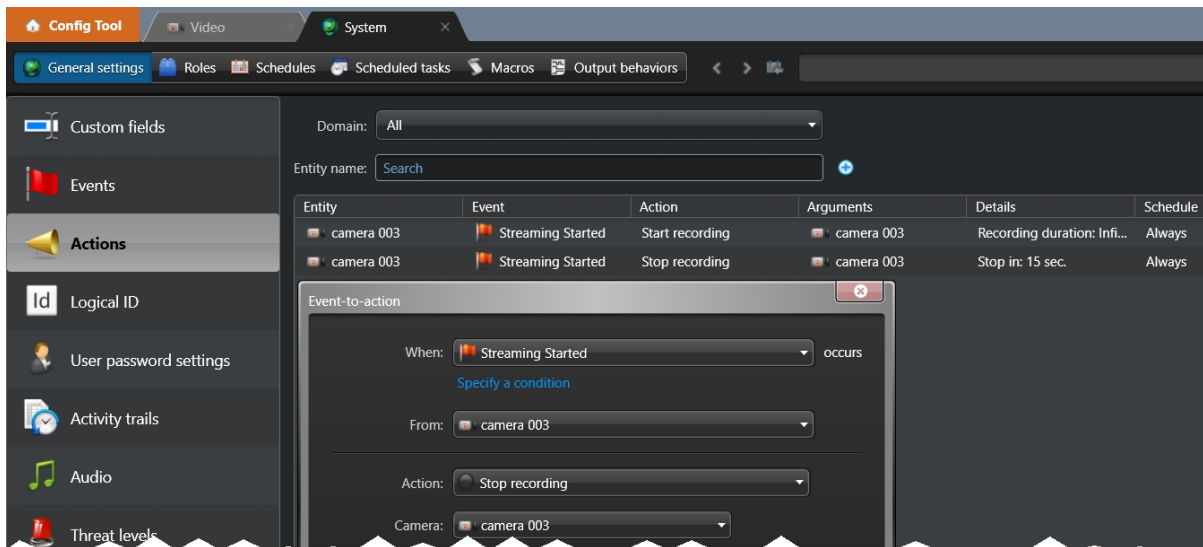 Config Tool Video System
General settings Roles Schedules Scheduled tasks Macros Output behaviors
Custom fields
Events
Actions
Id Logical ID
User password settings
Activity trails
Audio
Threat levels
Domain: All
Entity name: Search
Entity Event Action Arguments Details Schedule
camera 003 Streaming Started Start recording camera 003 Recording duration: Infi... Always
camera 003 Streaming Started Stop recording camera 003 Stop in: 15 sec. Always
Event-to-action
When: Streaming Started occurs
Specify a condition
From: camera 003
Action: Stop recording
Camera: camera 003